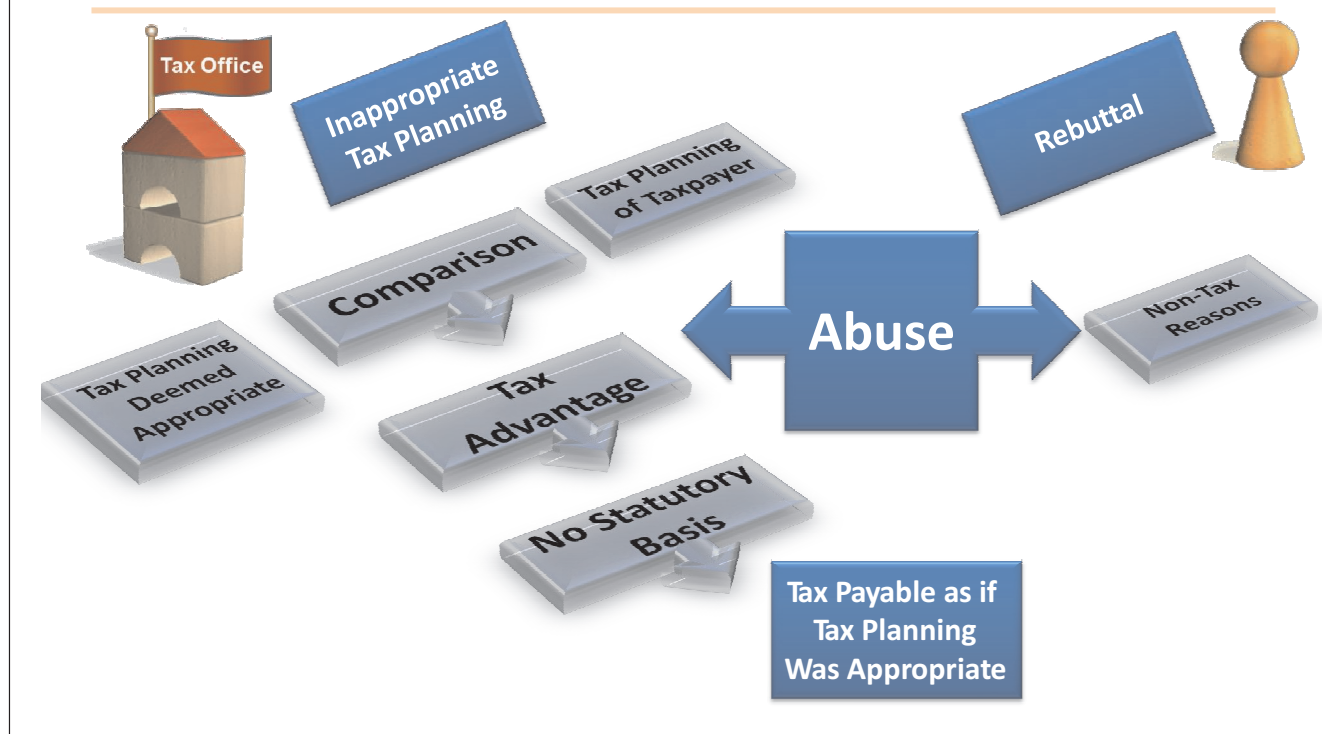 Tax Office
Inappropriate
Tax Planning
Rebuttal
Tax Planning
of Taxpayer
Comparison
Tax Planning
Deemed
Appropriate
Tax
Advantage
Abuse
Non-Tax
Reasons
No Statutory
Basis
Tax Payable as if
Tax Planning
Was Appropriate